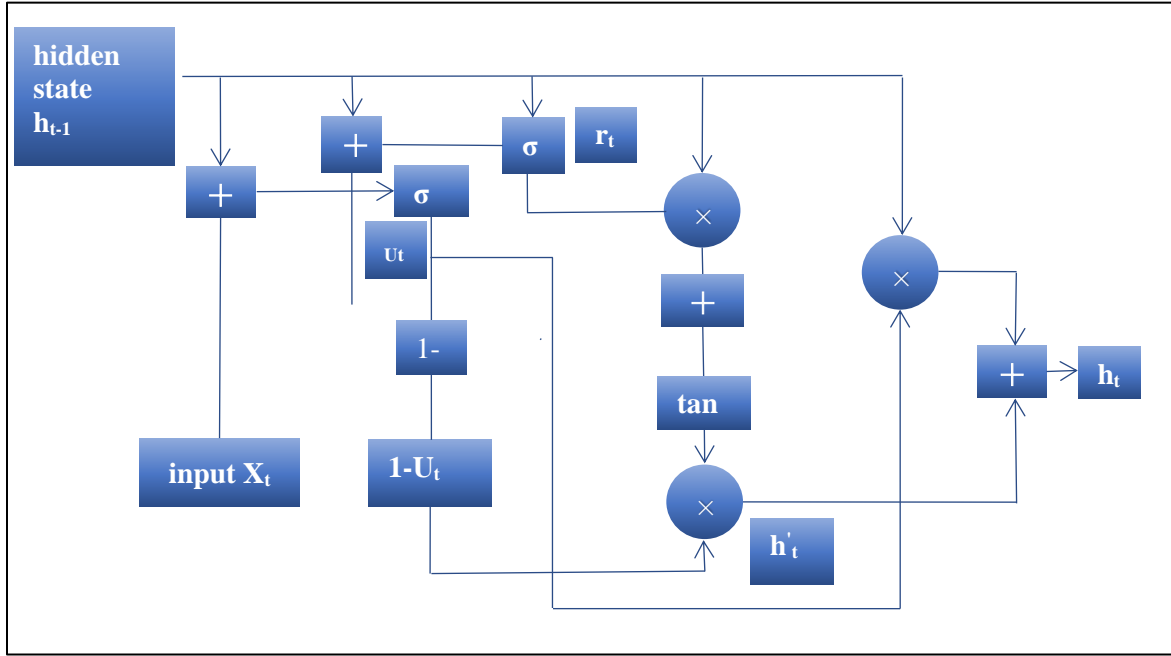 hidden
state
hₜ₋₁
+
σ
rₜ
+
σ
×
Ut
×
+
1-
+
hₜ
tan
input Xₜ
1-Uₜ
×
h'ₜ